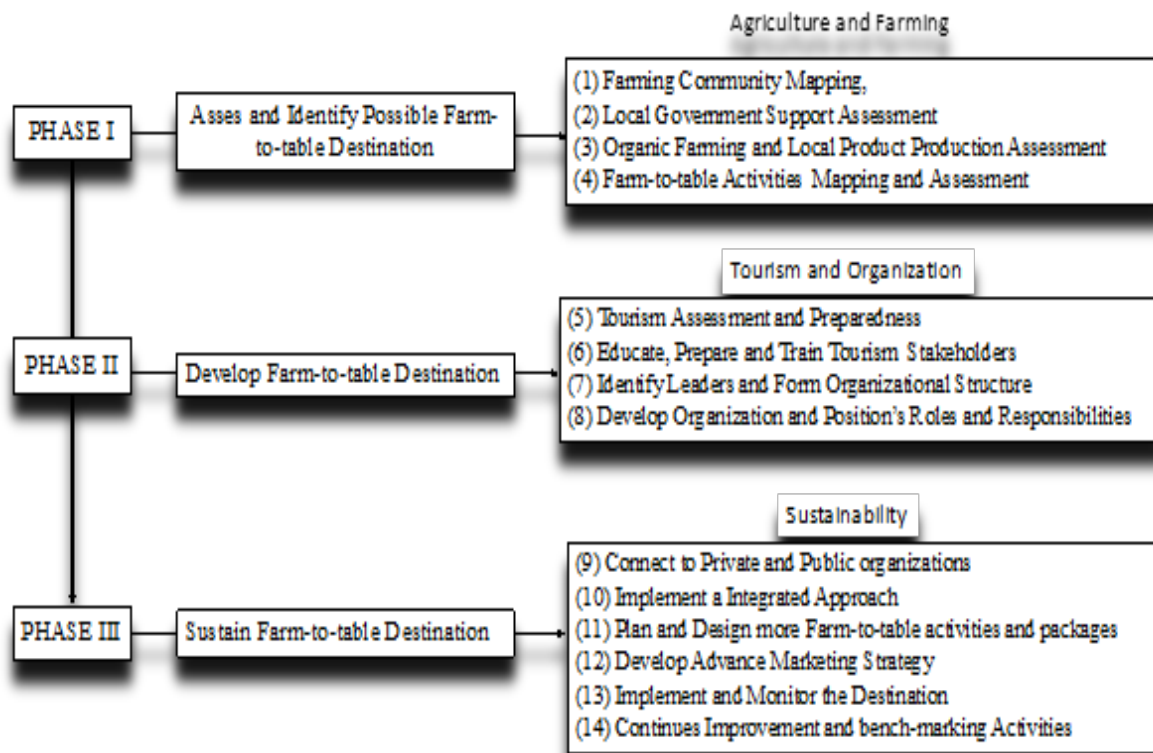 Agriculture and Farming
PHASE I
Asses and Identify Possible Farm-
to-table Destination
(1) Farming Community Mapping,
(2) Local Government Support Assessment
(3) Organic Farming and Local Product Production Assessment
(4) Farm-to-table Activities Mapping and Assessment
Tourism and Organization
PHASE II
Develop Farm-to-table Destination
(5) Tourism Assessment and Preparedness
(6) Educate, Prepare and Train Tourism Stakeholders
(7) Identify Leaders and Form Organizational Structure
(8) Develop Organization and Position's Roles and Responsibilities
Sustainability
PHASE III
Sustain Farm-to-table Destination
(9) Connect to Private and Public organizations
(10) Implement a Integrated Approach
(11) Plan and Design more Farm-to-table activities and packages
(12) Develop Advance Marketing Strategy
(13) Implement and Monitor the Destination
(14) Continues Improvement and bench-marking Activities